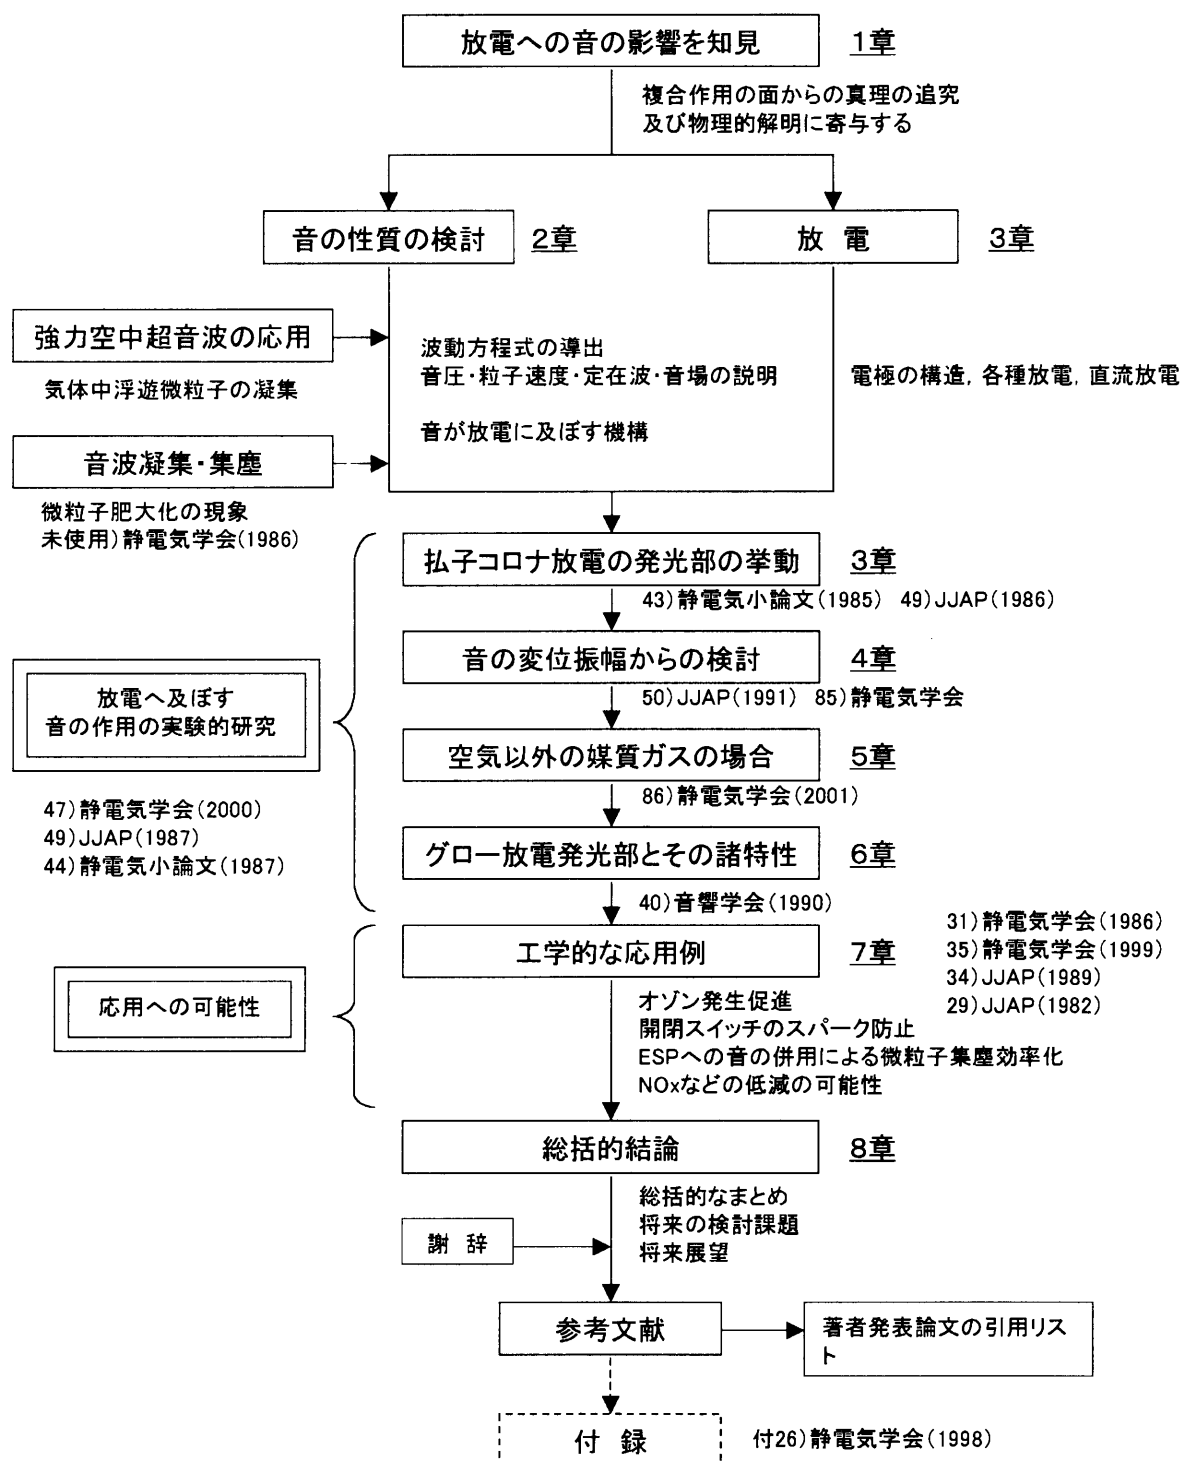 放電への音の影響を知見
1章
複合作用の面からの真理の追究
及び物理的解明に寄与する
音の性質の検討
2章
放 電
3章
強力空中超音波の応用
気体中浮遊微粒子の凝集
波動方程式の導出
音圧・粒子速度・定在波・音場の説明
音が放電に及ぼす機構
電極の構造, 各種放電, 直流放電
音波凝集・集塵
微粒子肥大化の現象
未使用)静電気学会(1986)
払子コロナ放電の発光部の挙動
3章
43)静電気小論文(1985) 49)JJAP(1986)
音の変位振幅からの検討
4章
50)JJAP(1991) 85)静電気学会
放電へ及ぼす
音の作用の実験的研究
47)静電気学会(2000)
49)JJAP(1987)
44)静電気小論文(1987)
空気以外の媒質ガスの場合
5章
86)静電気学会(2001)
グロー放電発光部とその諸特性
6章
40)音響学会(1990)
工学的な応用例
7章
31)静電気学会(1986)
35)静電気学会(1999)
34)JJAP(1989)
29)JJAP(1982)
応用への可能性
オゾン発生促進
開閉スイッチのスパーク防止
ESPへの音の併用による微粒子集塵効率化
NOxなどの低減の可能性
総括的結論
8章
総括的なまとめ
将来の検討課題
将来展望
謝 辞
参考文献
著者発表論文の引用リス
ト
付 録
付26)静電気学会(1998)